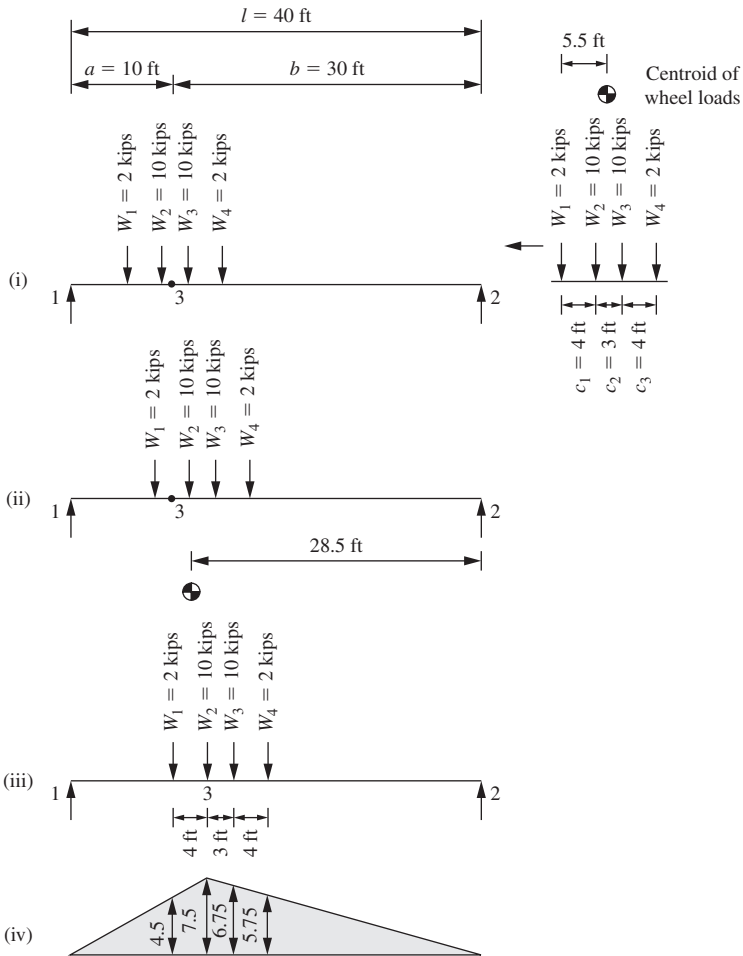 l = 40 ft
a = 10 ft
b = 30 ft
5.5 ft
Centroid of
wheel loads
W1 = 2 kips
W2 = 10 kips
W3 = 10 kips
W4 = 2 kips
W1 = 2 kips
W2 = 10 kips
W3 = 10 kips
W4 = 2 kips
(i)
1
3
2
c1 = 4 ft
c2 = 3 ft
c3 = 4 ft
W1 = 2 kips
W2 = 10 kips
W3 = 10 kips
W4 = 2 kips
(ii)
1
3
2
28.5 ft
W1 = 2 kips
W2 = 10 kips
W3 = 10 kips
W4 = 2 kips
(iii)
1
3
2
4 ft
3 ft
4 ft
(iv)
4.5
7.5
6.75
5.75